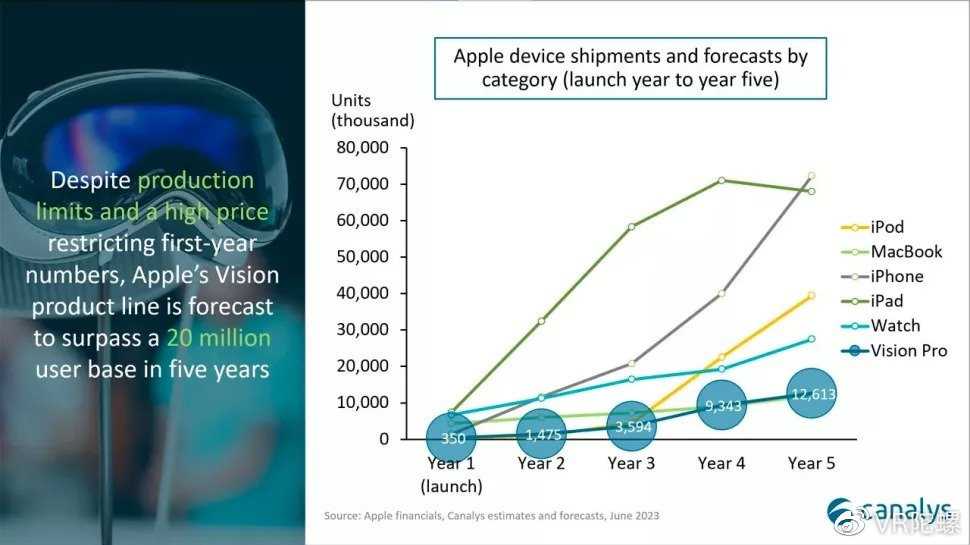 Despite production
limits and a high price
restricting first-year
numbers, Apple's Vision
product line is forecast
to surpass a 20 million
user base in five years
Apple device shipments and forecasts by
category (launch year to year five)
Units
(thousand)
80,000
70,000
60,000
50,000
40,000
30,000
20,000
10,000
0
350
1,475
3,594
9,343
12,613
Year 1
(launch)
Year 2
Year 3
Year 4
Year 5
iPod
MacBook
iPhone
iPad
Watch
Vision Pro
Source: Apple financials, Canalys estimates and forecasts, June 2023
canalys
VR陀螺